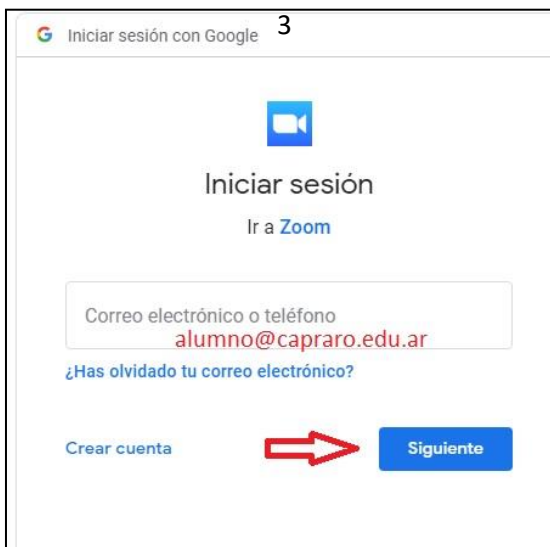 Iniciar sesión con Google 3
Iniciar sesión
Ir a Zoom
Correo electrónico o teléfono
alumno@capraro.edu.ar
¿Has olvidado tu correo electrónico?
Crear cuenta Siguiente